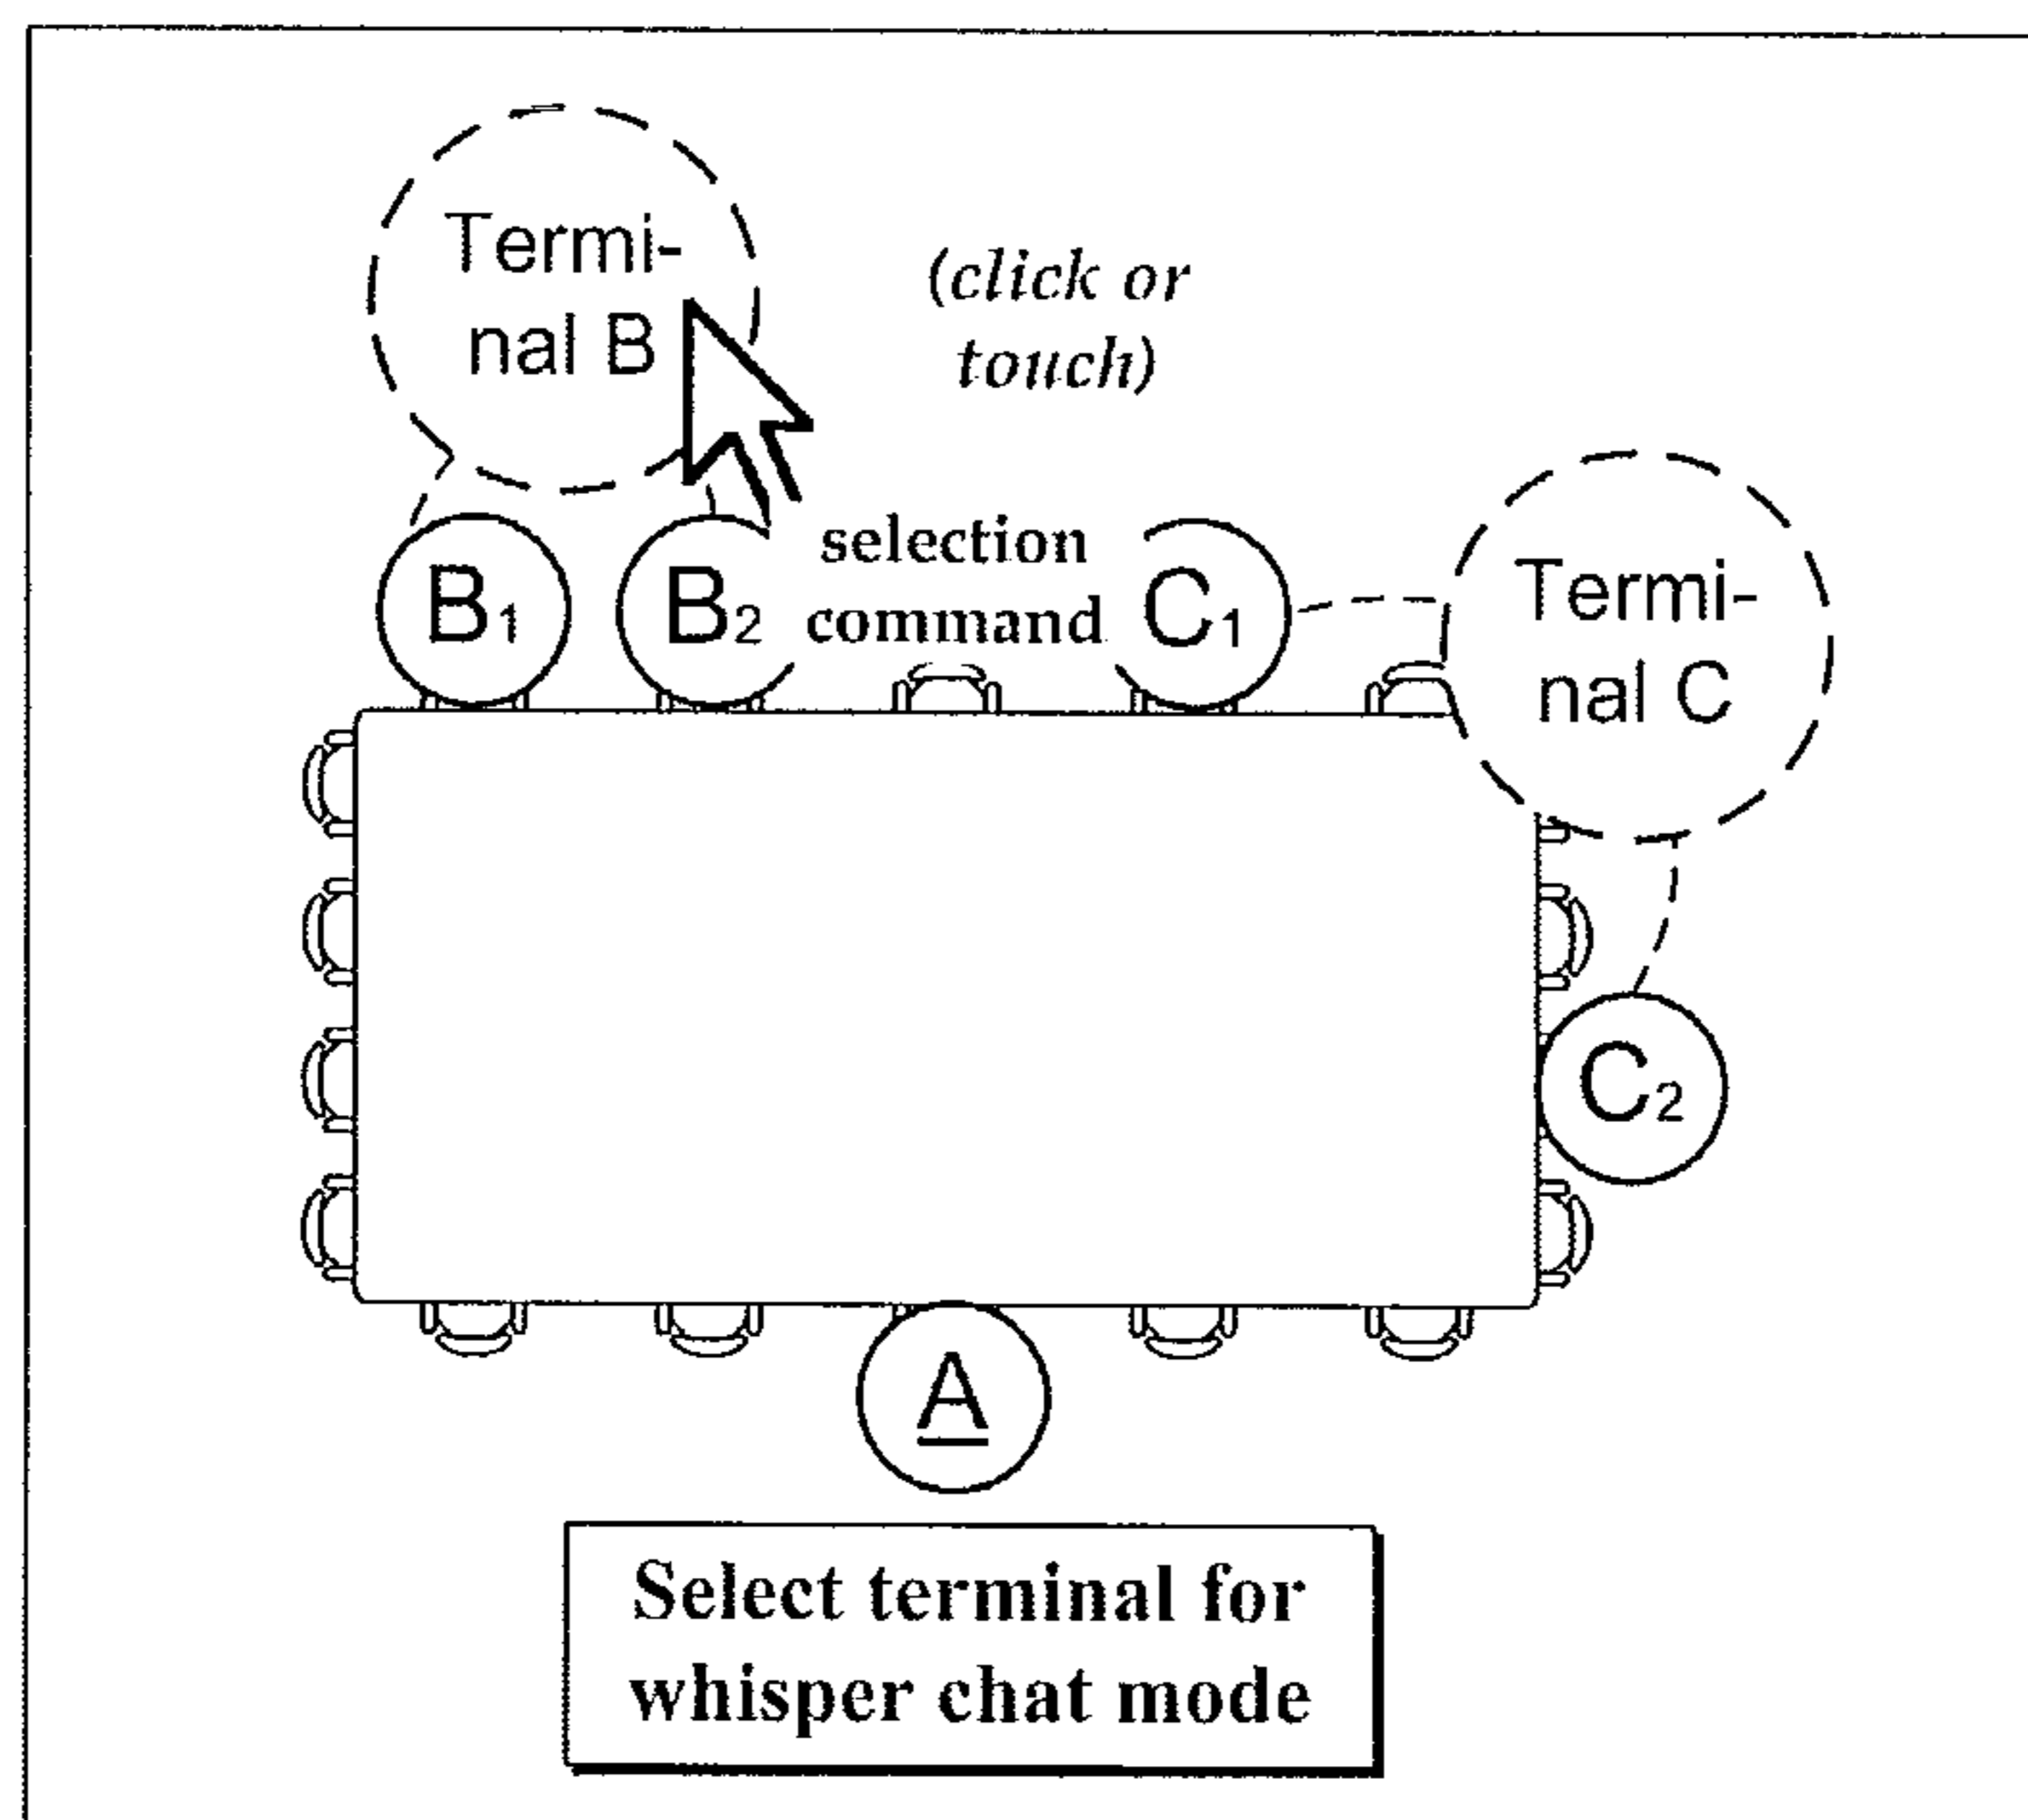 Termi-
nal B
(click or
touch)
selection
command
B1
B2
C1
Termi-
nal C
C2
A
Select terminal for
whisper chat mode